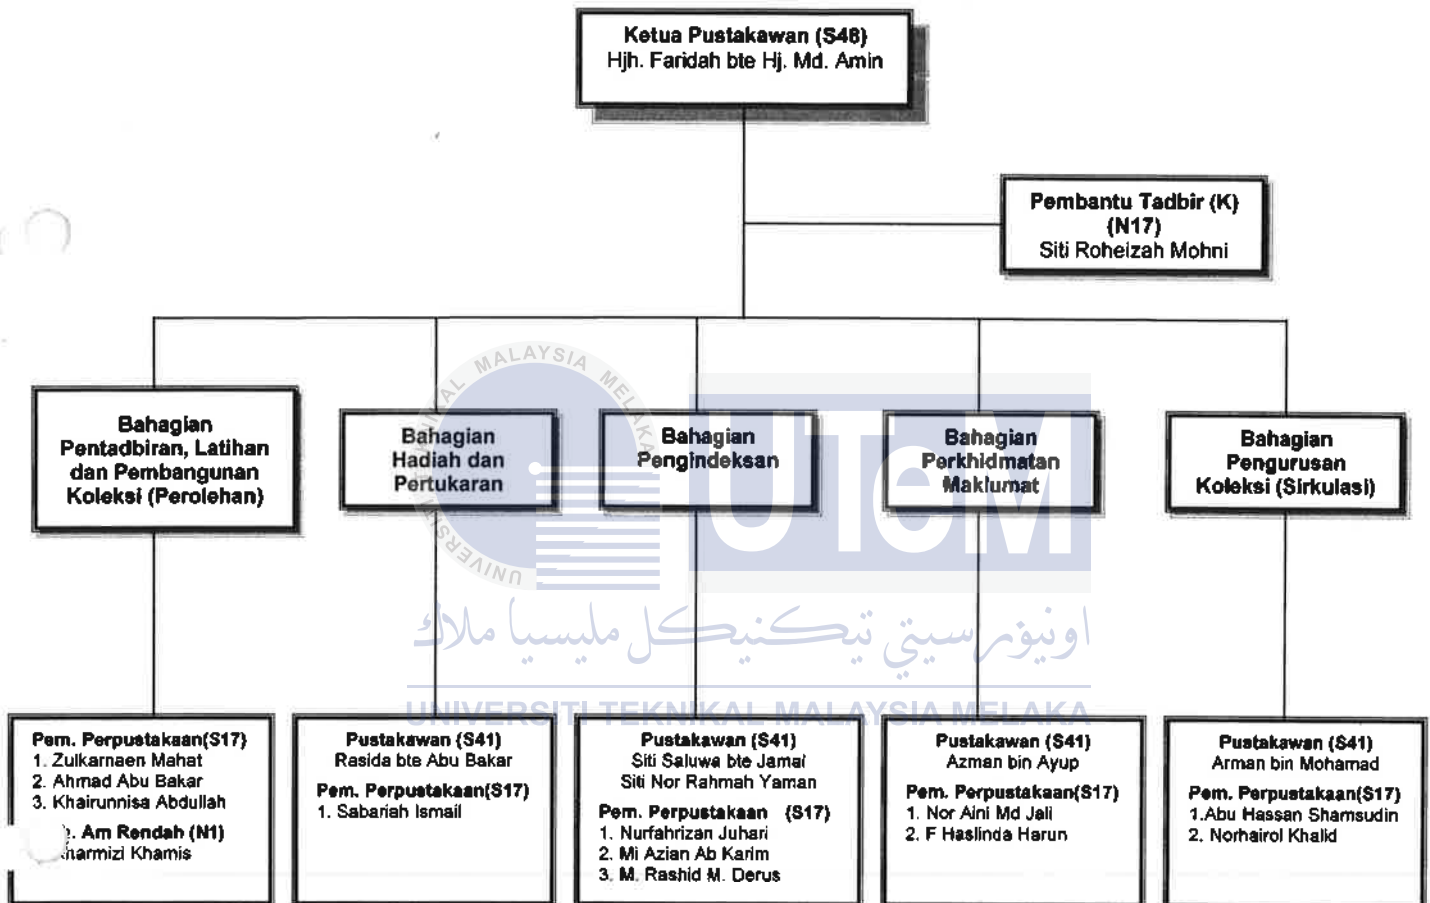 Ketua Pustakawan (S48)
Hjh. Faridah bte Hj. Md. Amin
Pembantu Tadbir (K)
(N17)
Siti Roheizah Mohni
Bahagian
Pentadbiran, Latihan
dan Pembangunan
Koleksi (Perolehan)
Bahagian
Hadiah dan
Pertukaran
Bahagian
Pengindeksan
Bahagian
Perkhidmatan
Maklumat
Bahagian
Pengurusan
Koleksi (Sirkulasi)
UNIVERSITI TEKNIKAL MALAYSIA MELAKA
UTeM
اونيۏرسيتي تيكنيكل مليسيا ملاك
UNIVERSITI TEKNIKAL MALAYSIA MELAKA
Pem. Perpustakaan(S17)
1. Zulkarnaen Mahat
2. Ahmad Abu Bakar
3. Khairunnisa Abdullah
Am Rendah (N1)
Khamis
Pustakawan (S41)
Rasida bte Abu Bakar
Pem. Perpustakaan(S17)
1. Sabariah Ismail
Pustakawan (S41)
Siti Saluwa bte Jamal
Siti Nor Rahmah Yaman
Pem. Perpustakaan (S17)
1. Nurfahrizan Juhari
2. Mi Azian Ab Karim
3. M. Rashid M. Derus
Pustakawan (S41)
Azman bin Ayup
Pem. Perpustakaan(S17)
1. Nor Aini Md Jali
2. F Haslinda Harun
Pustakawan (S41)
Arman bin Mohamad
Pem. Perpustakaan(S17)
1.Abu Hassan Shamsudin
2. Norhairol Khalid